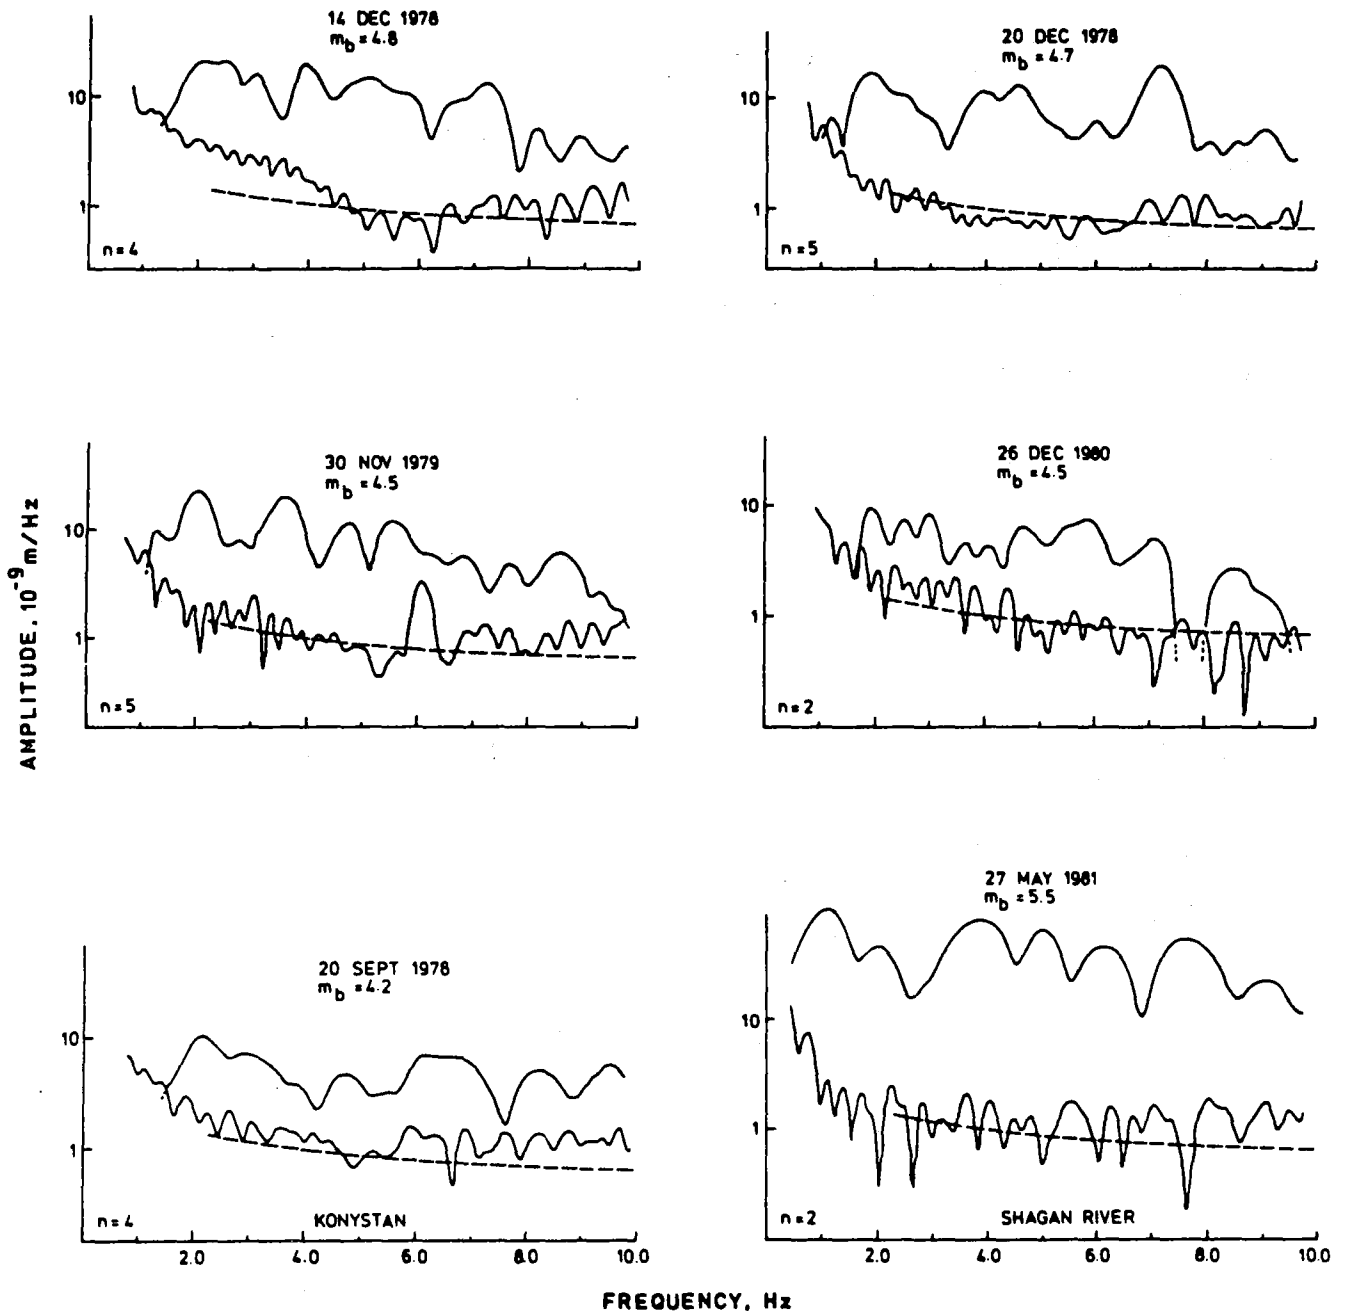 14 DEC 1978
m_b = 4.8
10
1
n=4
20 DEC 1978
m_b = 4.7
10
1
n=5
AMPLITUDE, 10⁻⁹ m/Hz
30 NOV 1979
m_b = 4.5
10
1
n=5
26 DEC 1980
m_b = 4.5
10
1
n=2
20 SEPT 1978
m_b = 4.2
10
1
n=4
KONYSTAN
2.0 4.0 6.0 8.0 10.0
27 MAY 1981
m_b = 5.5
10
1
n=2
SHAGAN RIVER
2.0 4.0 6.0 8.0 10.0
FREQUENCY, Hz